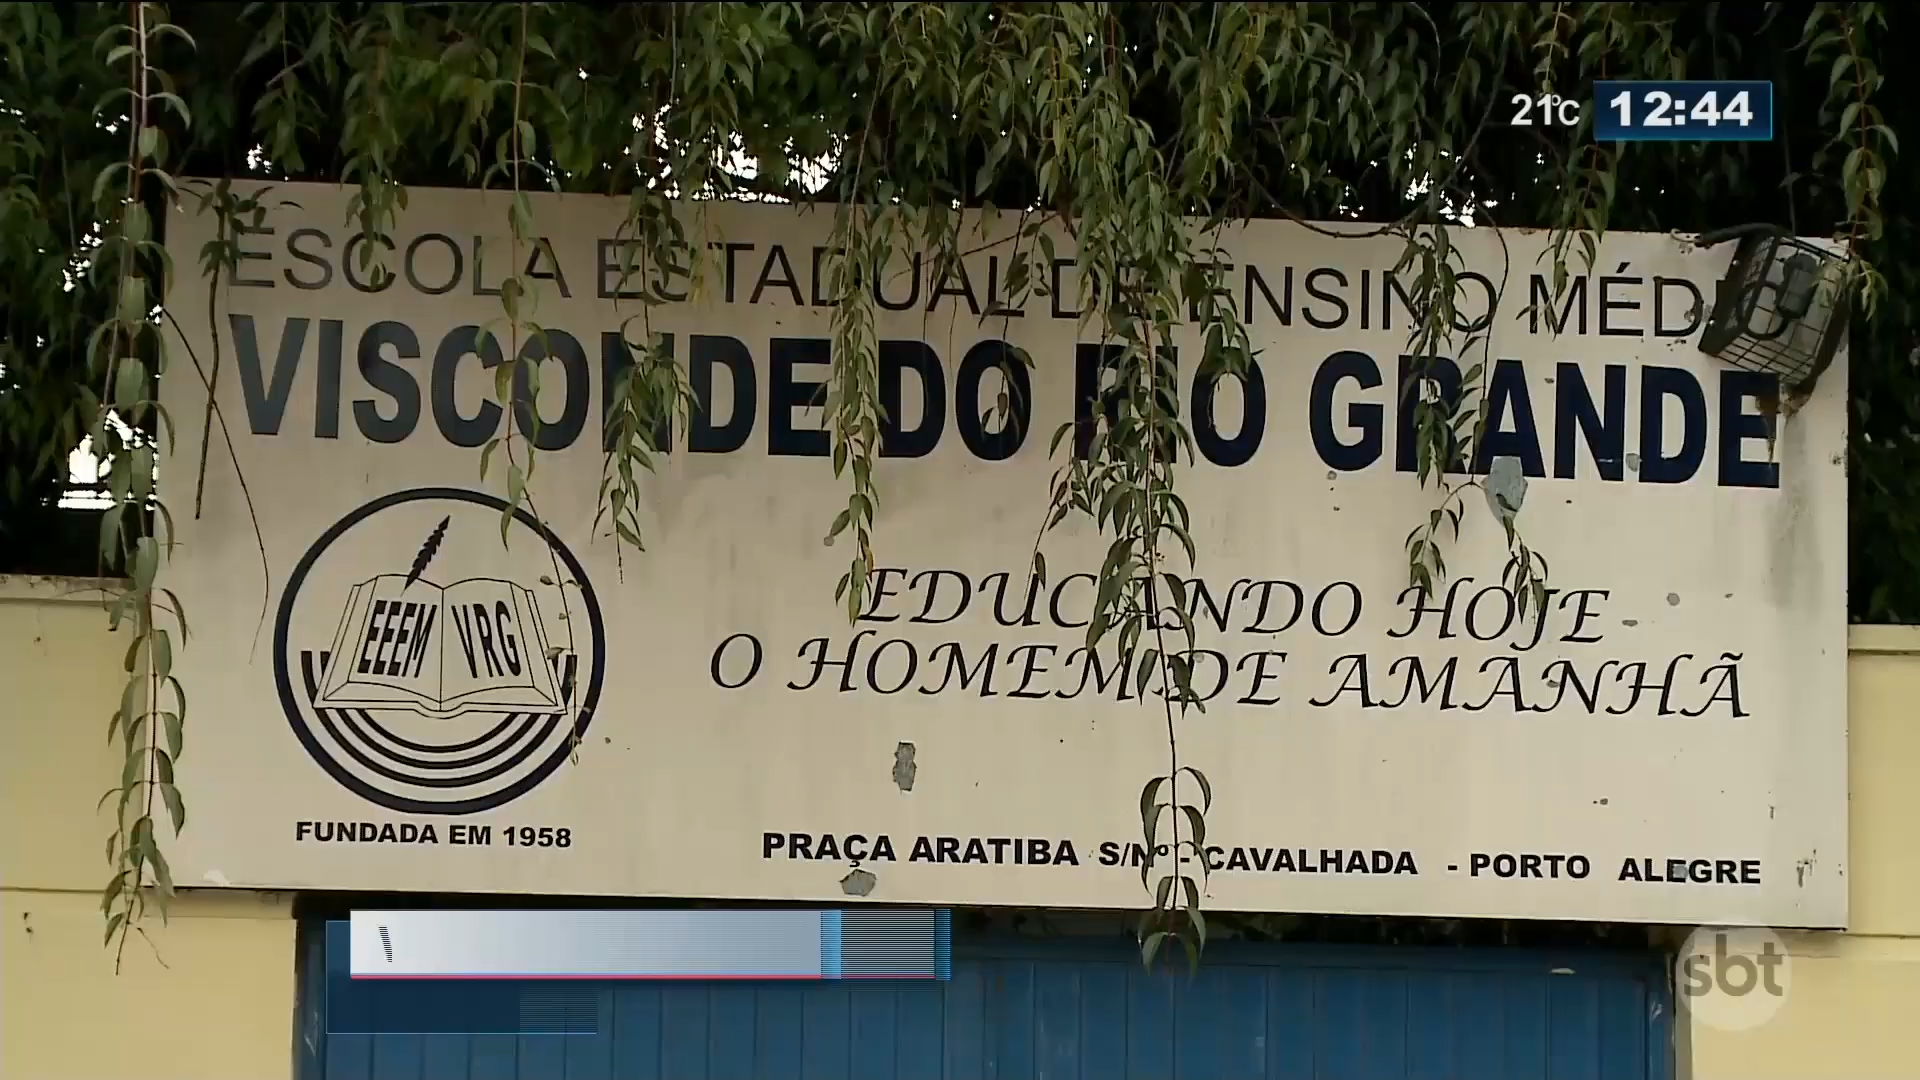 21°C 12:44
ESCOLA ESTADUAL DE ENSINO MÉDIO
VISCONDE DO RIO GRANDE
EEEM VRG
EDUCANDO HOJE
O HOMEM DE AMANHÃ
FUNDADA EM 1958
PRAÇA ARATIBA S/Nº - CAVALHADA - PORTO ALEGRE
sbt